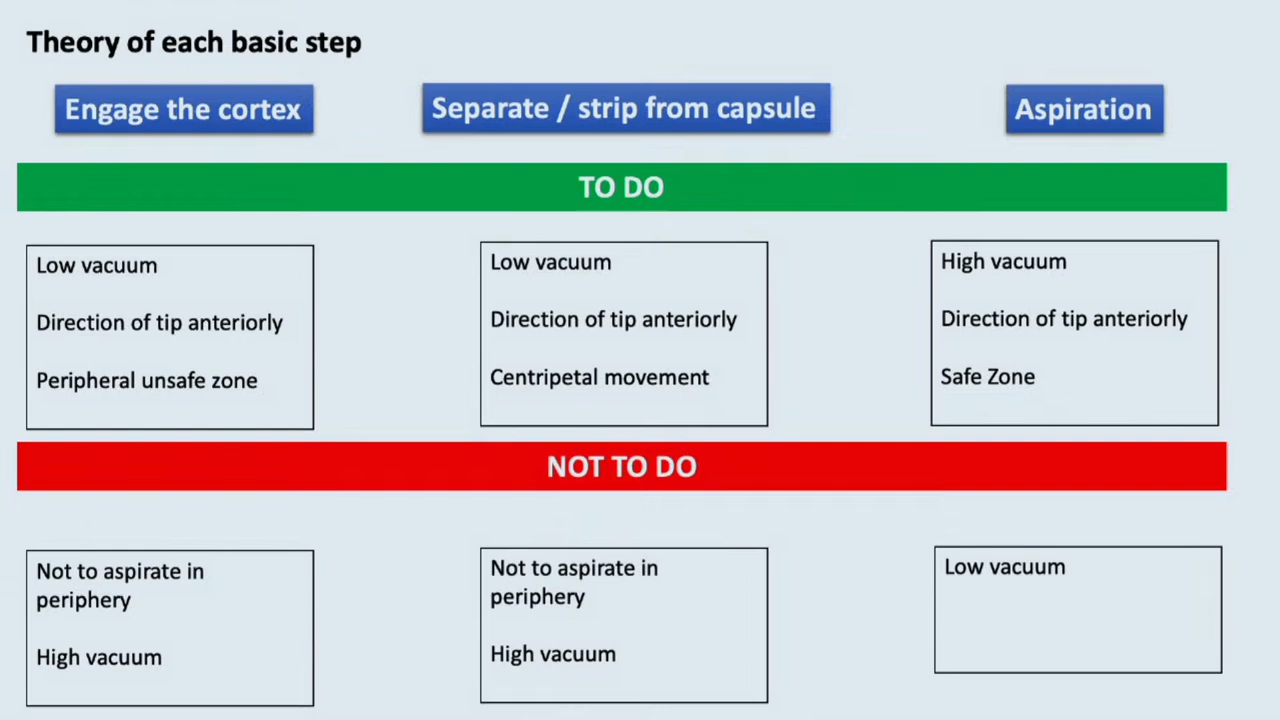 Theory of each basic step
Engage the cortex
Separate / strip from capsule
Aspiration
TO DO
Low vacuum
Direction of tip anteriorly
Peripheral unsafe zone
Low vacuum
Direction of tip anteriorly
Centripetal movement
High vacuum
Direction of tip anteriorly
Safe Zone
NOT TO DO
Not to aspirate in
periphery
High vacuum
Not to aspirate in
periphery
High vacuum
Low vacuum